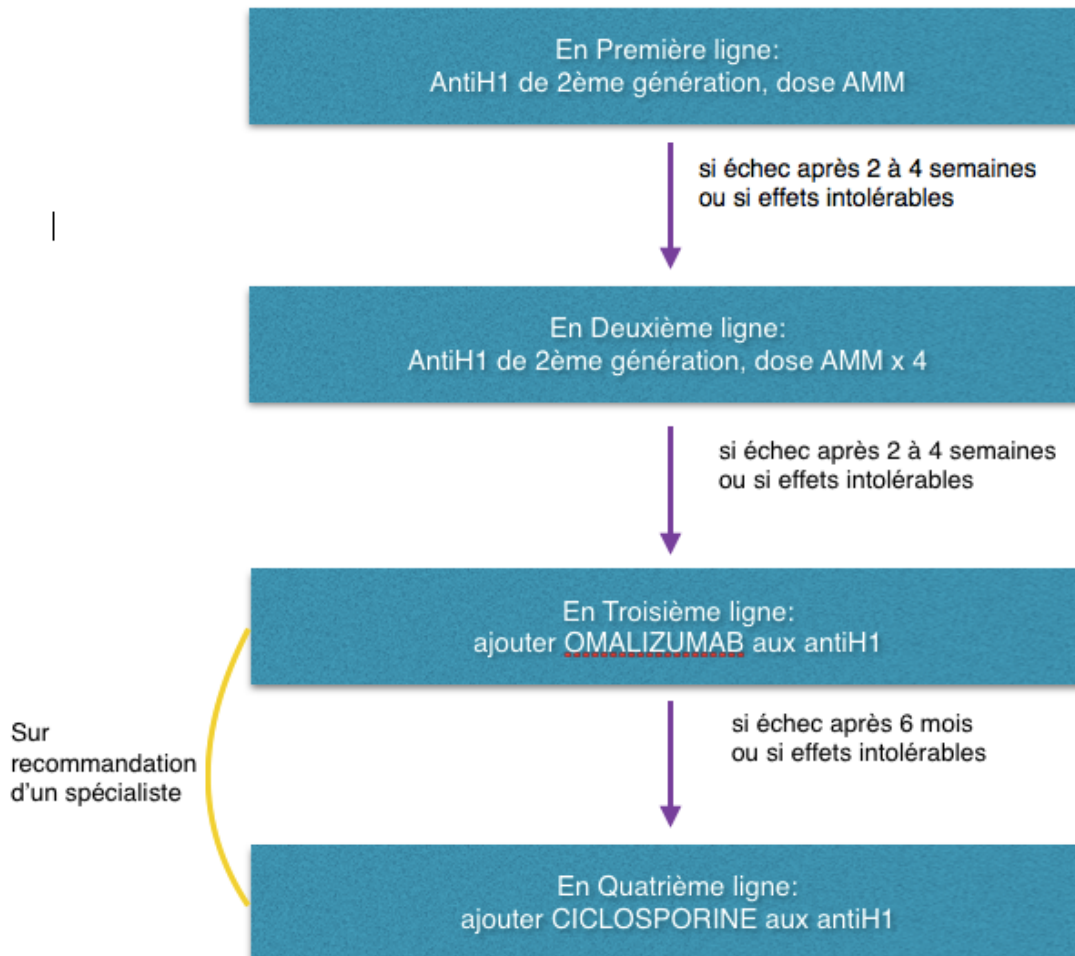 En Première ligne:
AntiH1 de 2ème génération, dose AMM
si échec après 2 à 4 semaines
ou si effets intolérables
En Deuxième ligne:
AntiH1 de 2ème génération, dose AMM x 4
si échec après 2 à 4 semaines
ou si effets intolérables
En Troisième ligne:
ajouter OMALIZUMAB aux antiH1
si échec après 6 mois
ou si effets intolérables
Sur
recommandation
d'un spécialiste
En Quatrième ligne:
ajouter CICLOSPORINE aux antiH1